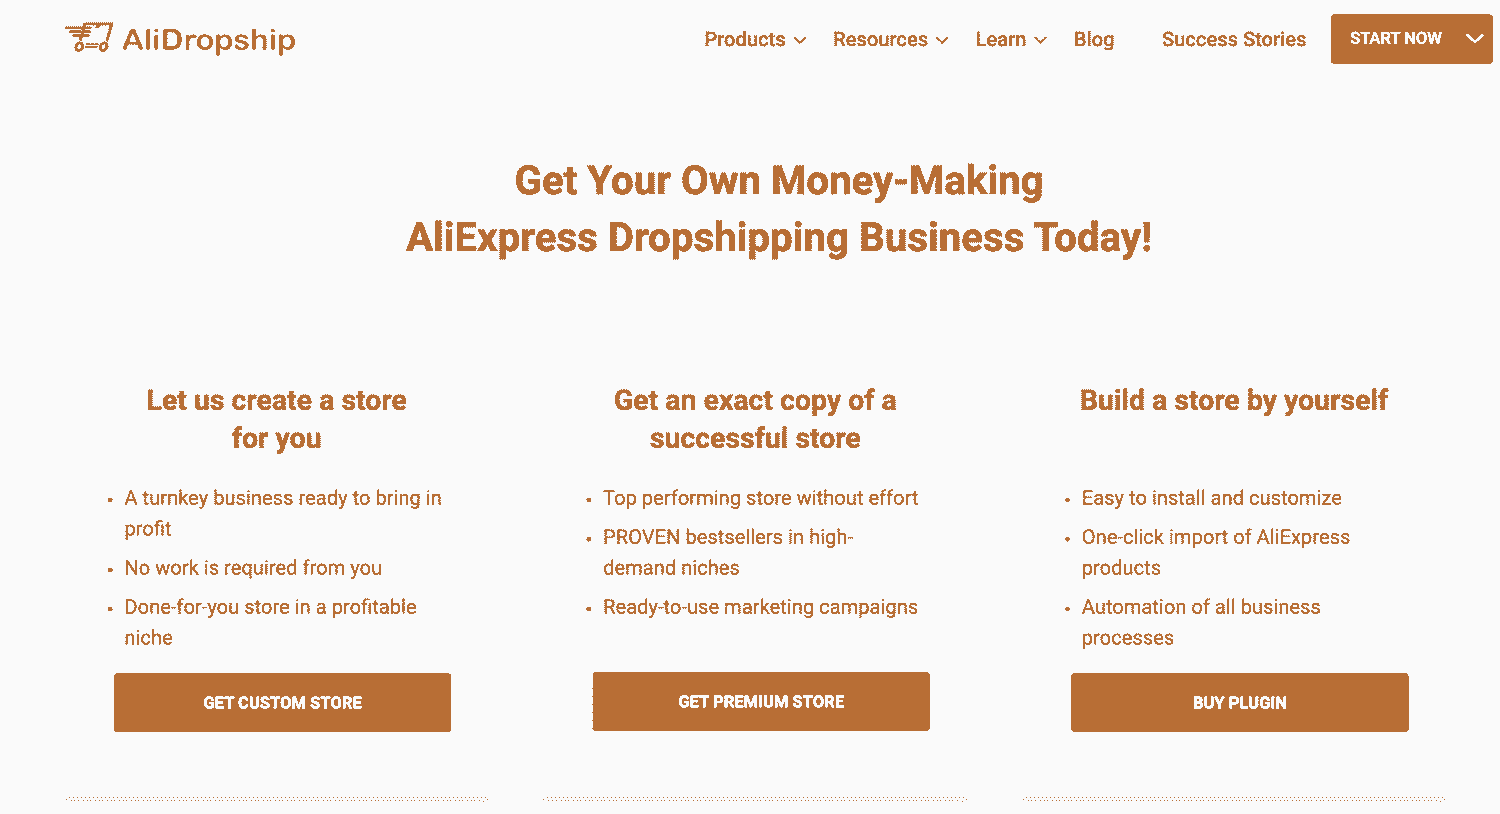 AliDropship
Products
Resources
Learn
Blog
Success Stories
START NOW
Get Your Own Money-Making
AliExpress Dropshipping Business Today!
Let us create a store
for you
• A turnkey business ready to bring in
profit
• No work is required from you
• Done-for-you store in a profitable
niche
GET CUSTOM STORE
Get an exact copy of a
successful store
• Top performing store without effort
• PROVEN bestsellers in high-
demand niches
• Ready-to-use marketing campaigns
GET PREMIUM STORE
Build a store by yourself
• Easy to install and customize
• One-click import of AliExpress
products
• Automation of all business
processes
BUY PLUGIN